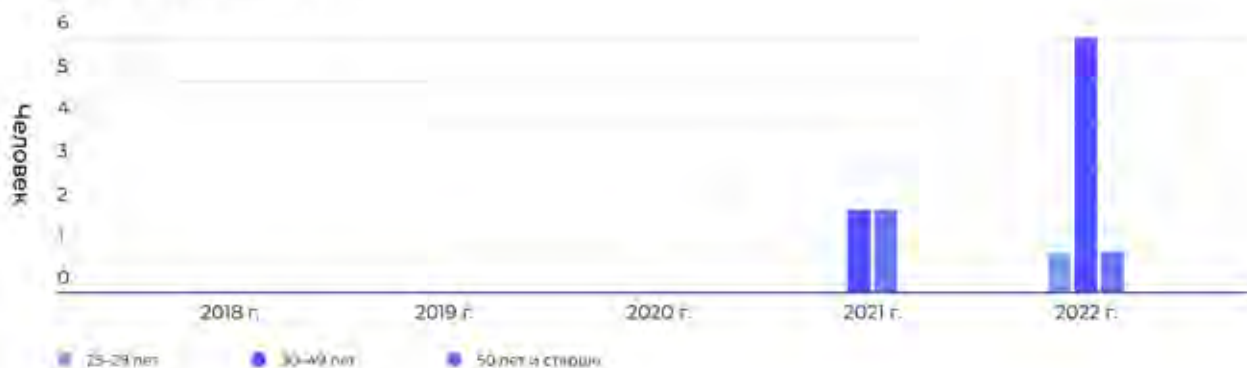 6
5
4
3
2
1
0
Человек
2018 г.
2019 г.
2020 г.
2021 г.
2022 г.
25–29 лет
30–49 лет
50 лет и старше